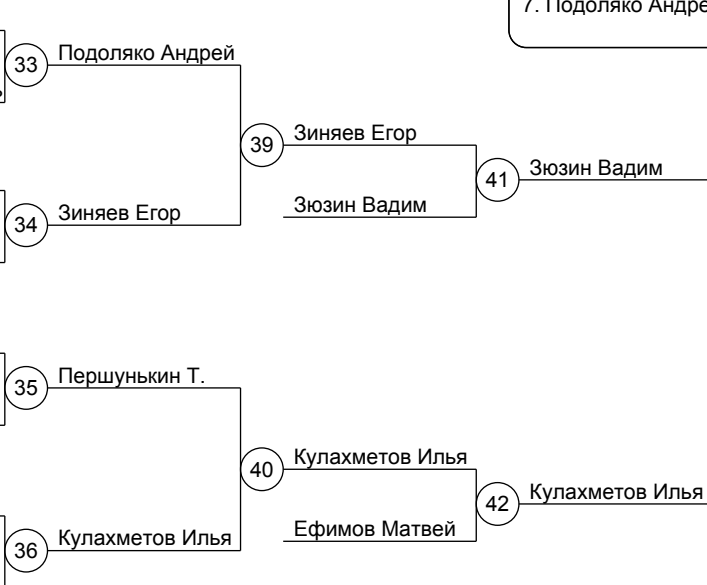 7. Подоляко Андре
33
Подоляко Андрей
39
Зиняев Егор
41
Зюзин Вадим
Зюзин Вадим
34
Зиняев Егор
35
Першунькин Т.
40
Кулахметов Илья
42
Кулахметов Илья
Ефимов Матвей
36
Кулахметов Илья